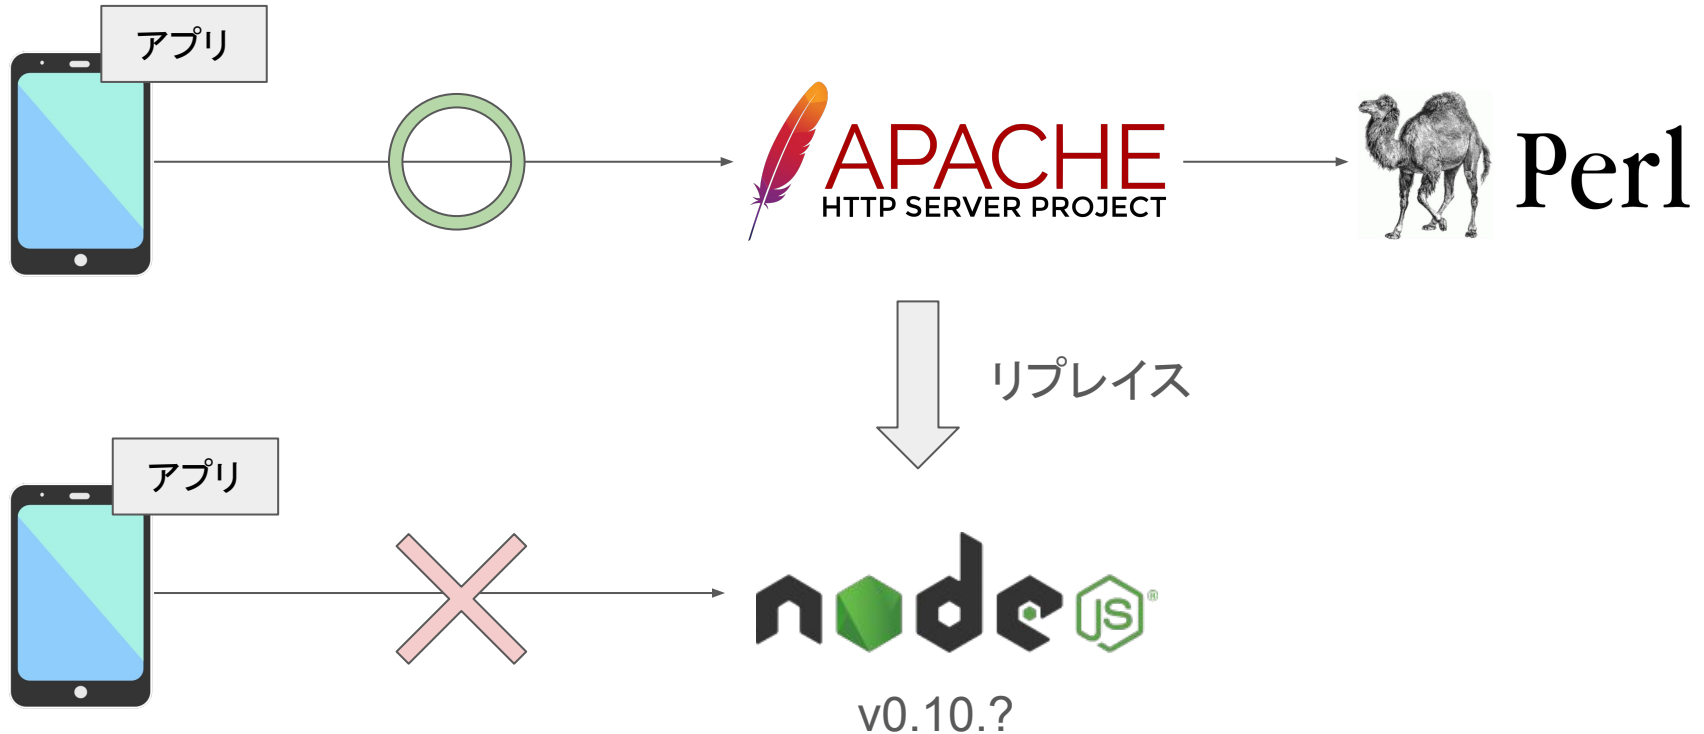 アプリ
APACHE
HTTP SERVER PROJECT
Perl
リプレイス
アプリ
node
JS®
v0.10.?